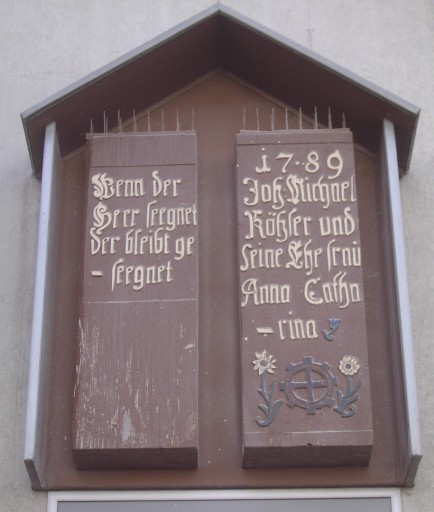 Wenn der
Herr seegnet
der bleibt ge
- seegnet
17·89
Joh. Michael
Rößler und
seine Ehe frau
Anna Catha
- rina